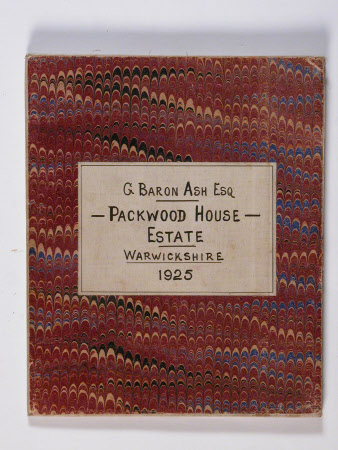 G. BARON ASH ESQ
— PACKWOOD HOUSE —
ESTATE
WARWICKSHIRE
1925